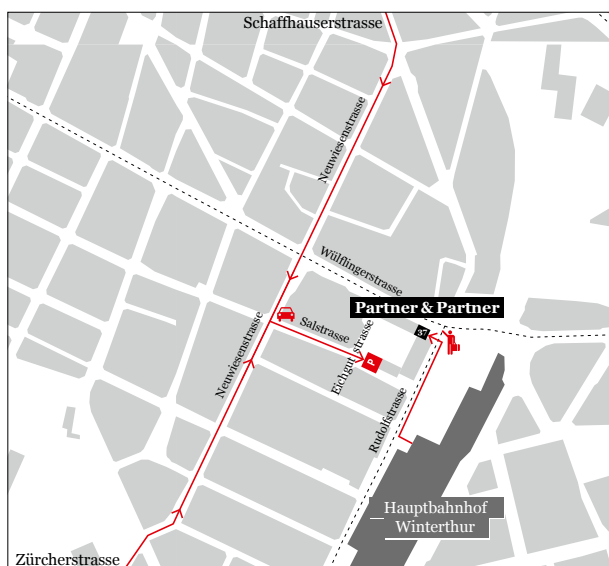 Schaffhauserstrasse
Neuwiesenstrasse
Wülflingerstrasse
Partner & Partner
37
Salstrasse
Neuwiesenstrasse
Eichgutstrasse
P
Rudolfstrasse
Hauptbahnhof
Winterthur
Zürcherstrasse